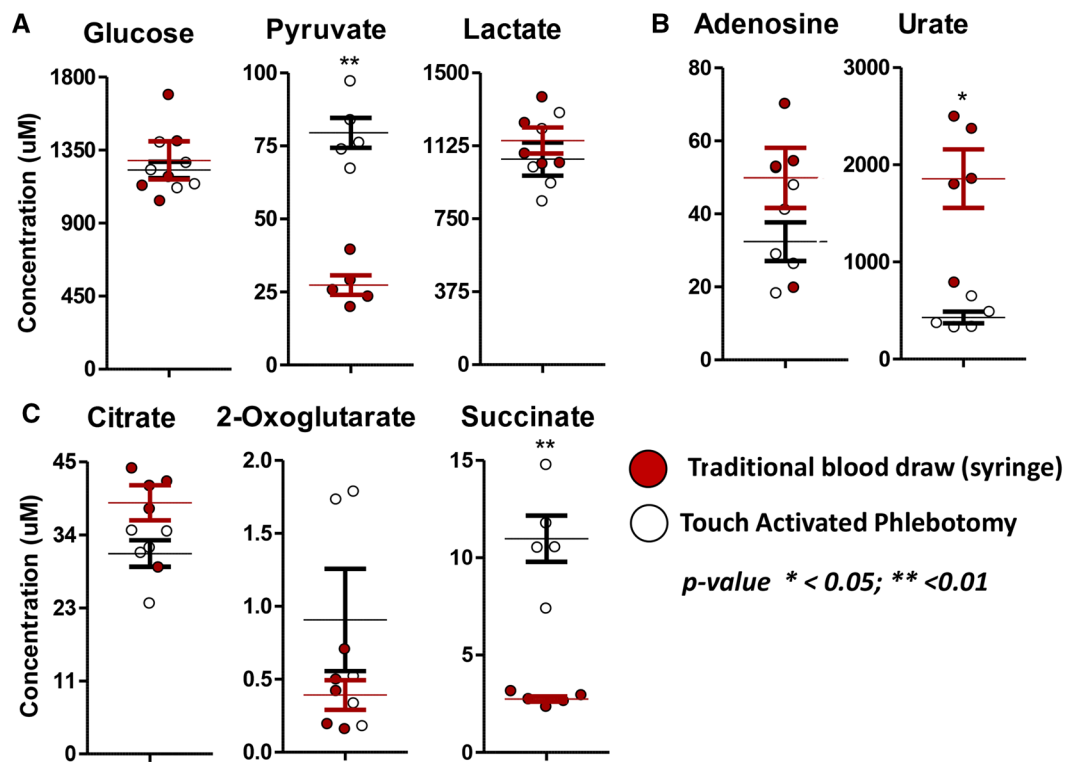 A
Glucose
Pyruvate
Lactate
B
Adenosine
Urate
Concentration (uM)
1800
1350
900
450
0
**
100
75
50
25
0
1500
1125
750
375
0
80
60
40
20
0
*
3000
2000
1000
0
C
Citrate
2-Oxoglutarate
Succinate
Concentration (uM)
45
34
23
11
0
2.0
1.5
1.0
0.5
0.0
**
15
10
5
0
Traditional blood draw (syringe)
Touch Activated Phlebotomy
p-value * < 0.05; ** <0.01